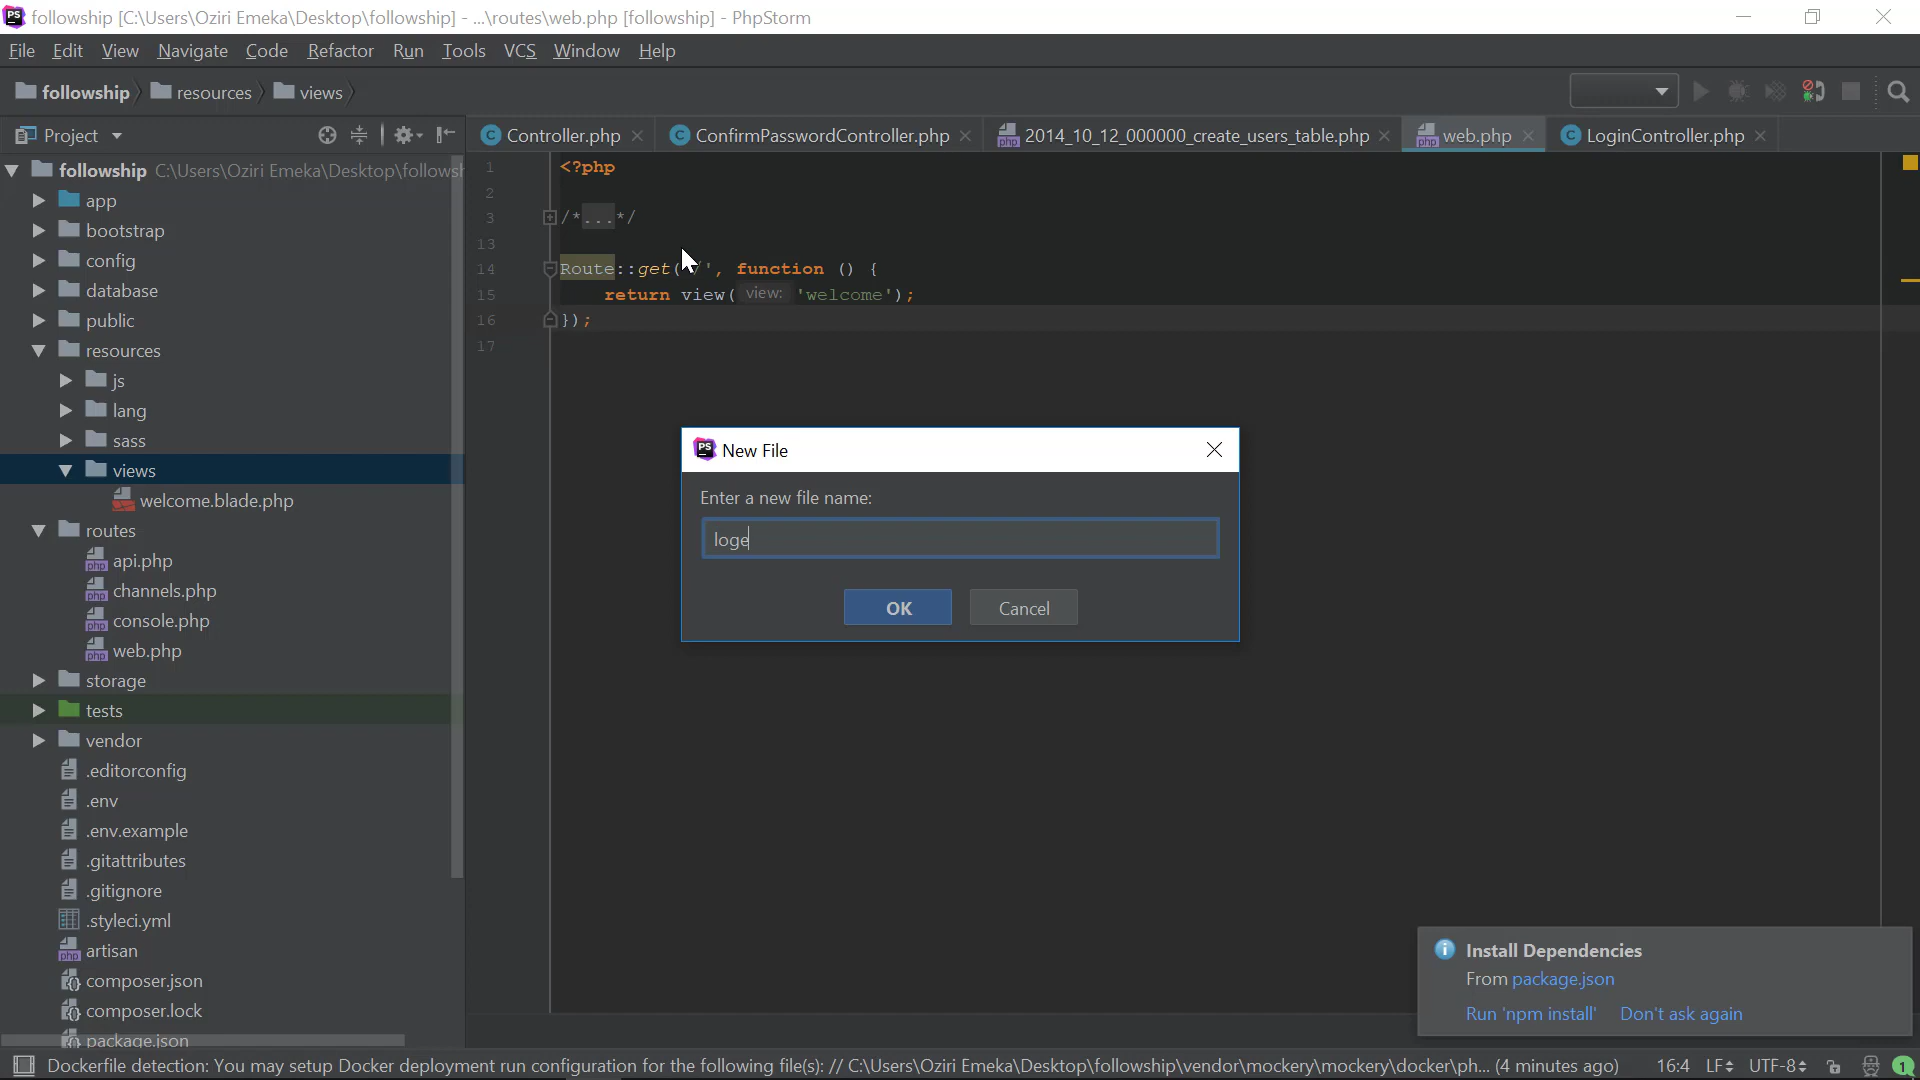 followship [C:\Users\Oziri Emeka\Desktop\followship] - ...\routes\web.php [followship] - PhpStorm
File Edit View Navigate Code Refactor Run Tools VCS Window Help
followship resources views
Project
Controller.php ConfirmPasswordController.php 2014_10_12_000000_create_users_table.php web.php LoginController.php
followship C:\Users\Oziri Emeka\Desktop\followsh
app
bootstrap
config
database
public
resources
js
lang
sass
views
welcome.blade.php
routes
api.php
channels.php
console.php
web.php
storage
tests
vendor
.editorconfig
.env
.env.example
.gitattributes
.gitignore
.styleci.yml
artisan
composer.json
composer.lock
package.json
1 <?php
2
3 /*...*/
13
14 Route::get('/', function () {
15 return view( view: 'welcome');
16 });
17
New File
Enter a new file name:
loge
OK Cancel
Install Dependencies
From package.json
Run 'npm install' Don't ask again
Dockerfile detection: You may setup Docker deployment run configuration for the following file(s): // C:\Users\Oziri Emeka\Desktop\followship\vendor\mockery\mockery\docker\ph... (4 minutes ago) 16:4 LF UTF-8 1